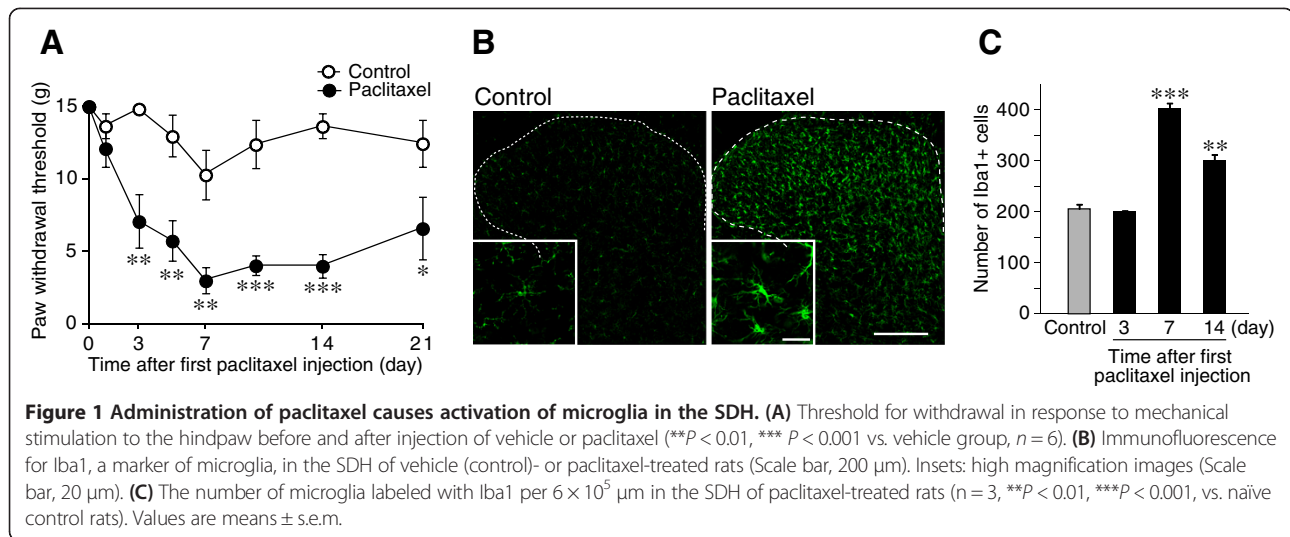 A
Control
Paclitaxel
Paw withdrawal threshold (g)
15
10
5
0
**
**
**
***
***
*
0 3 7 14 21
Time after first paclitaxel injection (day)
B
Control
Paclitaxel
C
Number of Iba1+ cells
400
300
200
100
0
***
**
Control 3 7 14 (day)
Time after first
paclitaxel injection
Figure 1 Administration of paclitaxel causes activation of microglia in the SDH. (A) Threshold for withdrawal in response to mechanical
stimulation to the hindpaw before and after injection of vehicle or paclitaxel (**P < 0.01, *** P < 0.001 vs. vehicle group, n = 6). (B) Immunofluorescence
for Iba1, a marker of microglia, in the SDH of vehicle (control)- or paclitaxel-treated rats (Scale bar, 200 μm). Insets: high magnification images (Scale
bar, 20 μm). (C) The number of microglia labeled with Iba1 per 6 × 10⁵ μm in the SDH of paclitaxel-treated rats (n = 3, **P < 0.01, ***P < 0.001, vs. naïve
control rats). Values are means ± s.e.m.